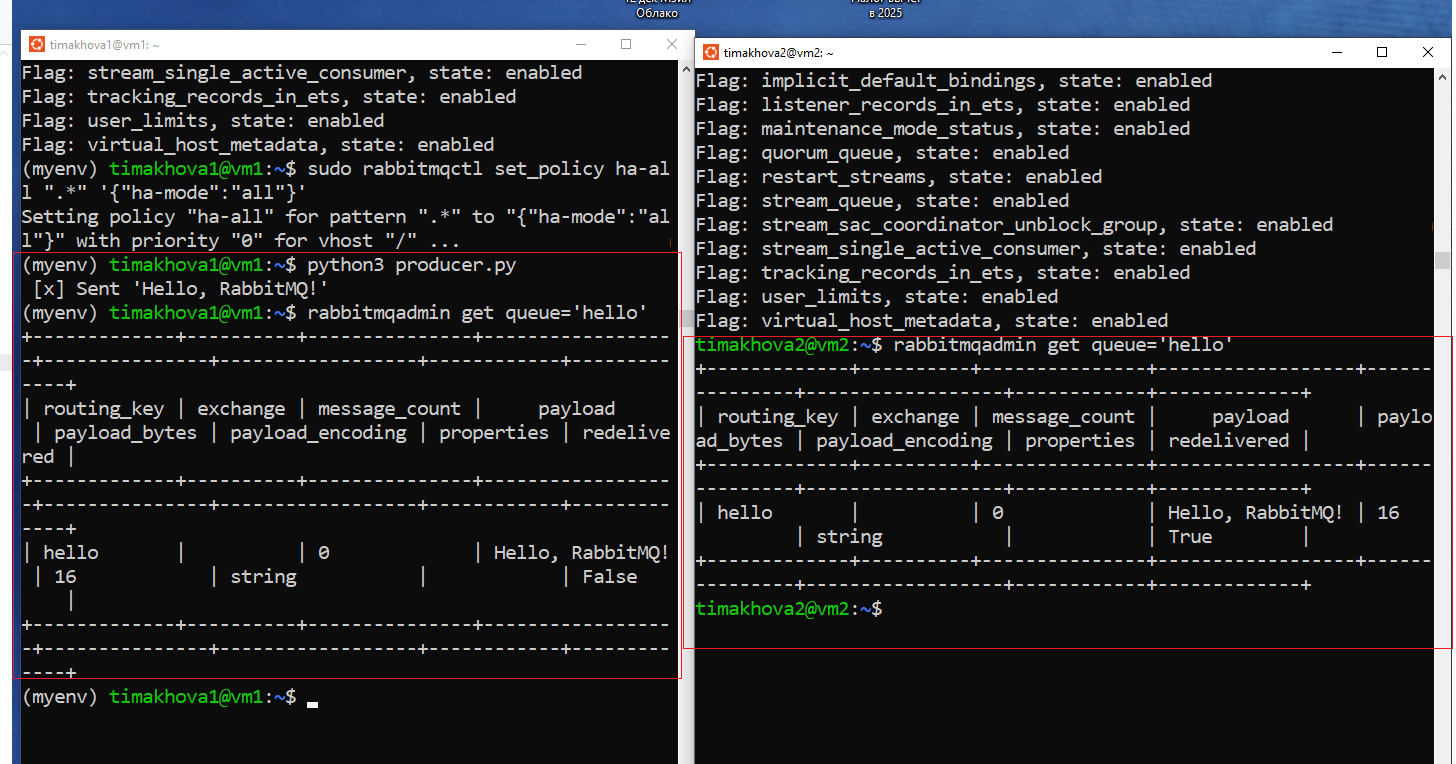 Облако
в 2025
timakhova1@vm1: ~
Flag: stream_single_active_consumer, state: enabled
Flag: tracking_records_in_ets, state: enabled
Flag: user_limits, state: enabled
Flag: virtual_host_metadata, state: enabled
(myenv) timakhova1@vm1:~$ sudo rabbitmqctl set_policy ha-al
l ".*" '{"ha-mode":"all"}'
Setting policy "ha-all" for pattern ".*" to "{"ha-mode":"al
l"}" with priority "0" for vhost "/" ...
(myenv) timakhova1@vm1:~$ python3 producer.py
 [x] Sent 'Hello, RabbitMQ!'
(myenv) timakhova1@vm1:~$ rabbitmqadmin get queue='hello'
+-------------+----------+---------------+-----------------
-+---------------+------------------+------------+---------
----+
| routing_key | exchange | message_count |     payload
 | payload_bytes | payload_encoding | properties | redelive
red |
+-------------+----------+---------------+-----------------
-+---------------+------------------+------------+---------
----+
| hello       |          | 0             | Hello, RabbitMQ!
 | 16            | string           |            | False
    |
+-------------+----------+---------------+-----------------
-+---------------+------------------+------------+---------
----+
(myenv) timakhova1@vm1:~$
timakhova2@vm2: ~
Flag: implicit_default_bindings, state: enabled
Flag: listener_records_in_ets, state: enabled
Flag: maintenance_mode_status, state: enabled
Flag: quorum_queue, state: enabled
Flag: restart_streams, state: enabled
Flag: stream_queue, state: enabled
Flag: stream_sac_coordinator_unblock_group, state: enabled
Flag: stream_single_active_consumer, state: enabled
Flag: tracking_records_in_ets, state: enabled
Flag: user_limits, state: enabled
Flag: virtual_host_metadata, state: enabled
timakhova2@vm2:~$ rabbitmqadmin get queue='hello'
+-------------+----------+---------------+------------------+------
---------+------------------+------------+-------------+
| routing_key | exchange | message_count |     payload      | paylo
ad_bytes | payload_encoding | properties | redelivered |
+-------------+----------+---------------+------------------+------
---------+------------------+------------+-------------+
| hello       |          | 0             | Hello, RabbitMQ! | 16
         | string           |            | True        |
+-------------+----------+---------------+------------------+------
---------+------------------+------------+-------------+
timakhova2@vm2:~$